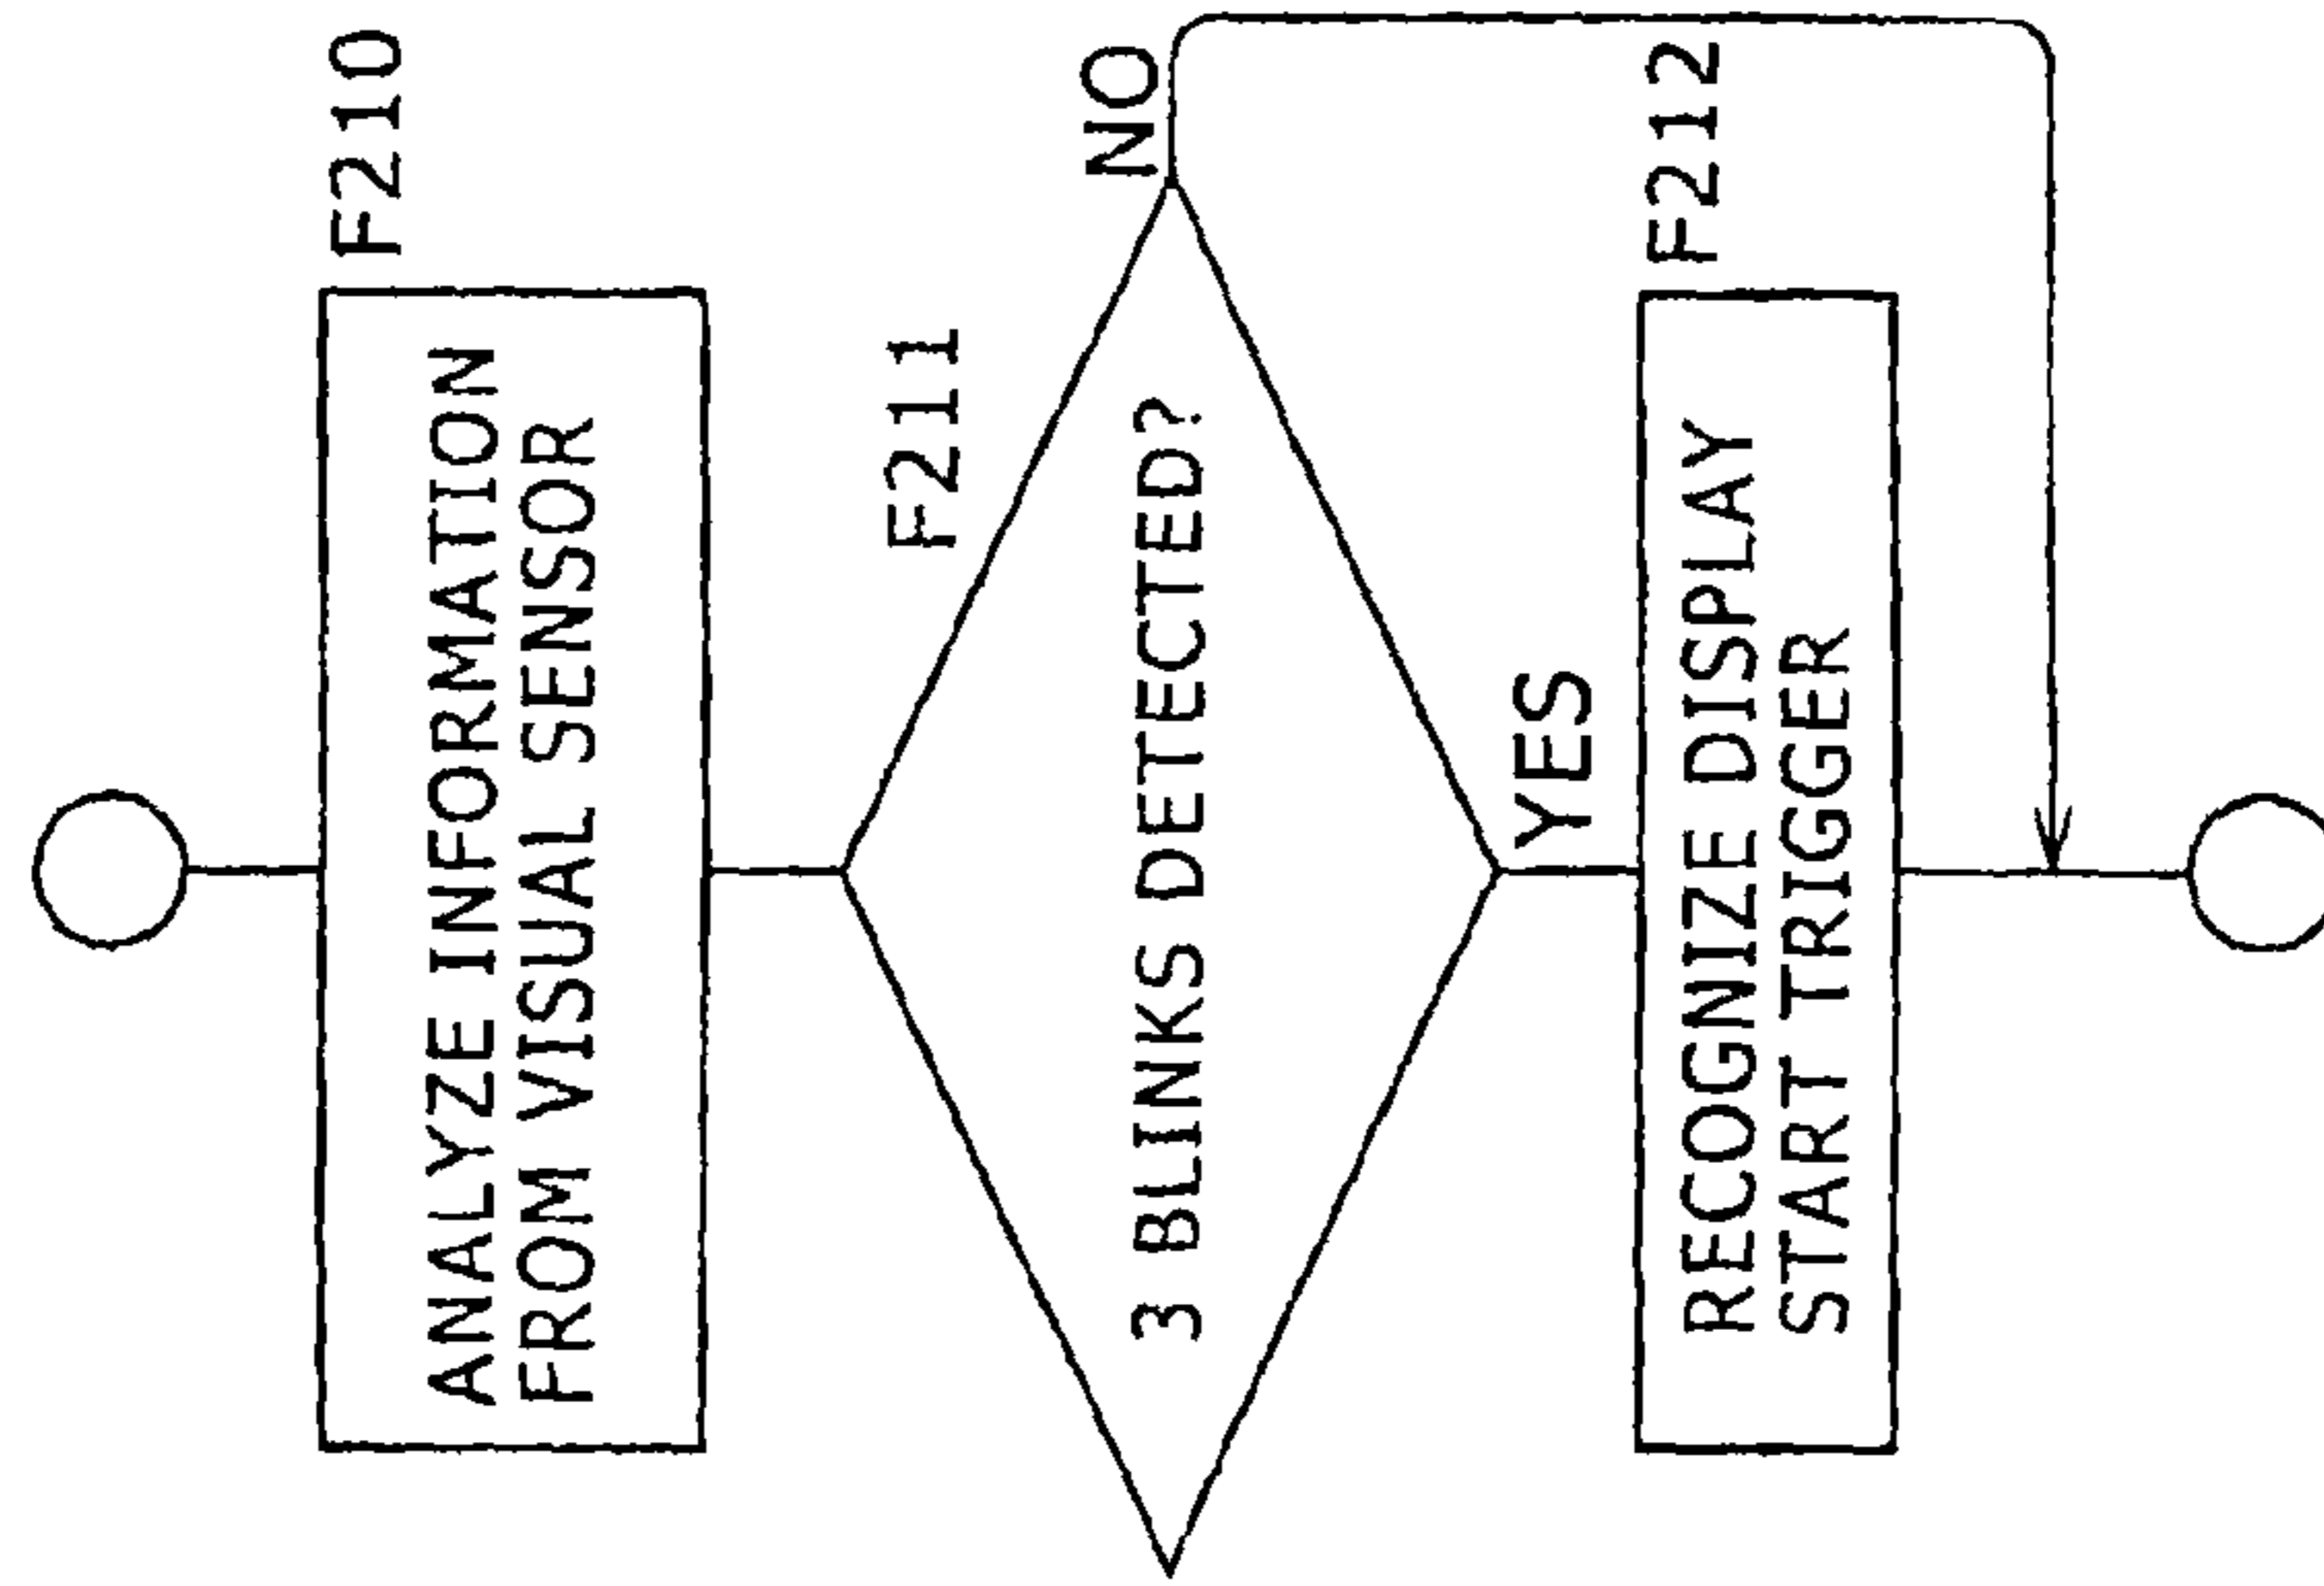 F210
ANALYZE INFORMATION
FROM VISUAL SENSOR
F211
3 BLINKS DETECTED?
NO
YES
F212
RECOGNIZE DISPLAY
START TRIGGER